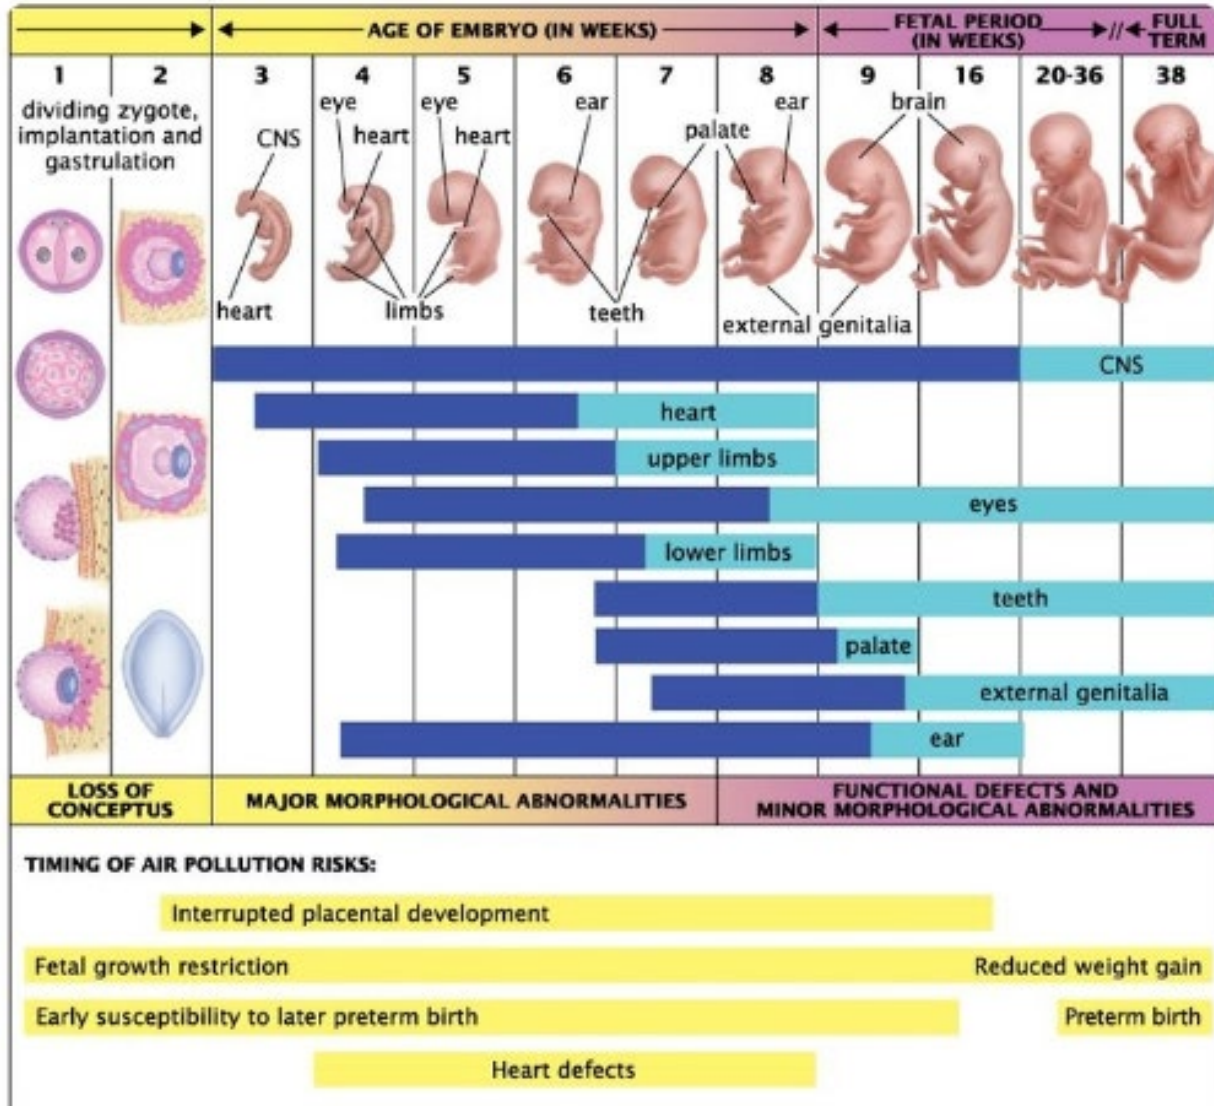 AGE OF EMBRYO (IN WEEKS)
FETAL PERIOD
(IN WEEKS)
//
FULL
TERM
1 2 3 4 5 6 7 8 9 16 20-36 38
dividing zygote,
implantation and
gastrulation
CNS
heart
eye
heart
eye
heart
limbs
ear
teeth
palate
ear
external genitalia
brain
CNS
heart
upper limbs
eyes
lower limbs
teeth
palate
external genitalia
ear
LOSS OF
CONCEPTUS
MAJOR MORPHOLOGICAL ABNORMALITIES
FUNCTIONAL DEFECTS AND
MINOR MORPHOLOGICAL ABNORMALITIES
TIMING OF AIR POLLUTION RISKS:
Interrupted placental development
Fetal growth restriction Reduced weight gain
Early susceptibility to later preterm birth Preterm birth
Heart defects